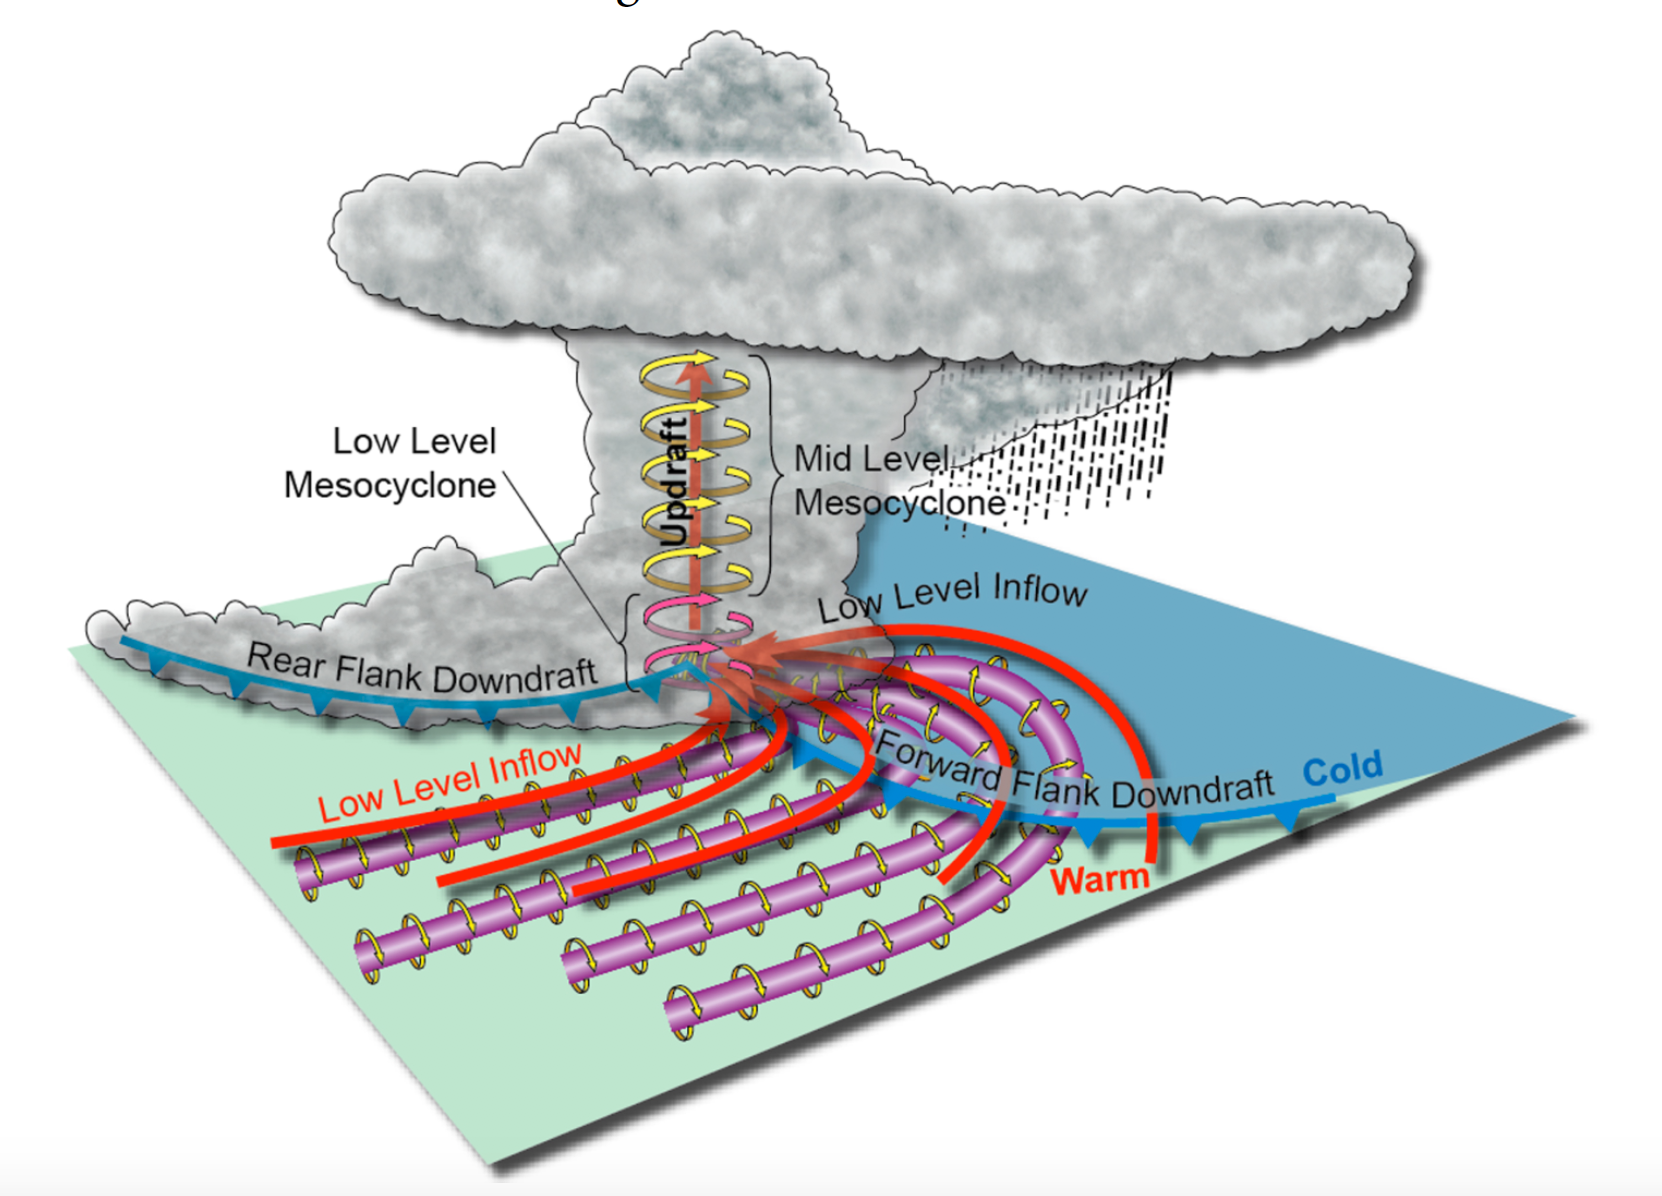 Low Level
Mesocyclone
Updraft
Mid Level
Mesocyclone
Low Level Inflow
Rear Flank Downdraft
Low Level Inflow
Forward Flank Downdraft
Cold
Warm